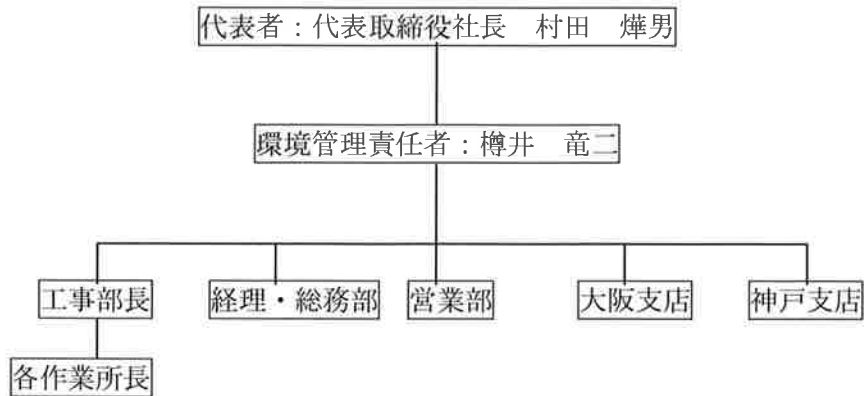 代表者：代表取締役社長　村田　燁男
環境管理責任者：樽井　竜二
工事部長　経理・総務部　営業部　大阪支店　神戸支店
各作業所長